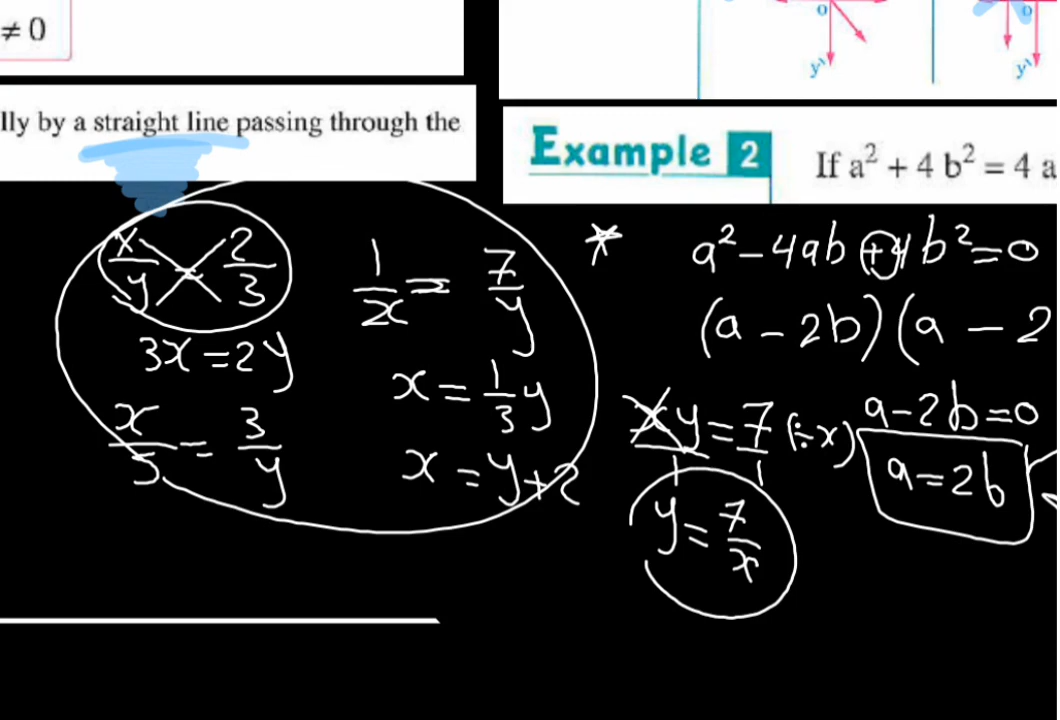 ≠ 0
lly by a straight line passing through the
x/y = 2/3
3x = 2y
x/5 = 3/y
1/x = 7/y
x = 1/3 y
x = y + 2
o
y`
o
y`
Example 2 If a² + 4 b² = 4 a
* a² - 4ab + 4b² = 0
(a - 2b) (a - 2
a - 2b = 0
a = 2b
xy/1 = 7/1 (÷x)
y = 7/x